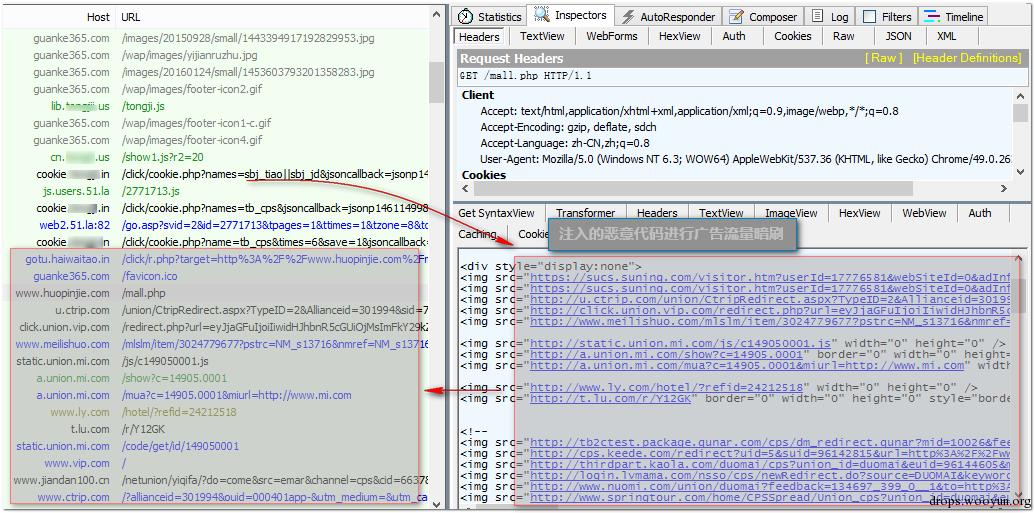 Host URL
guanke365.com /images/20150928/small/1443394917192829953.jpg
guanke365.com /wap/images/yijianruzhu.jpg
guanke365.com /images/20160124/small/1453603793201358283.jpg
guanke365.com /wap/images/footer-icon2.gif
lib. .us /tongji.js
guanke365.com /wap/images/footer-icon1-c.gif
guanke365.com /wap/images/footer-icon4.gif
cn. .us /show1.js?r2=20
cookie .in /click/cookie.php?names=sbj_tiao||sbj_jd&jsoncallback=jsonp14
js.users.51.la /2771713.js
cookie .in /click/cookie.php?names=tb_cps&jsoncallback=jsonp146114998
web2.51.la:82 /go.asp?svid=2&id=2771713&tpages=1&ttimes=1&tzone=8&tc
cookie .in /click/cookie.php?names=tb_cps&times=6&save=1&jsoncallback
gotu.haiwaitao.in /click/r.php?target=http%3A%2F%2Fwww.huopinjie.com%2Fr
guanke365.com /favicon.ico
www.huopinjie.com /mall.php
u.ctrip.com /union/CtripRedirect.aspx?TypeID=2&Allianceid=301994&sid=7
click.union.vip.com /redirect.php?url=eyJjaGFuIjoiIiwidHJhbnR5cGUiOjMsImFkY29kZ
www.meilishuo.com /mlslm/item/3024779677?pstrc=NM_s13716&nmref=NM_s1371
static.union.mi.com /js/c149050001.js
a.union.mi.com /show?c=14905.0001
a.union.mi.com /mua?c=14905.0001&miurl=http://www.mi.com
www.ly.com /hotel/?refid=24212518
t.lu.com /r/Y12GK
static.union.mi.com /code/get/id/149050001
www.vip.com /
www.jiandan100.cn /netunion/yiqifa/?do=come&src=emar&channel=cps&cid=66378
www.ctrip.com /?allianceid=301994&ouid=000401app-&utm_medium=&utm_ca
Statistics Inspectors AutoResponder Composer Log Filters Timeline
Headers TextView WebForms HexView Auth Cookies Raw JSON XML
Request Headers [ Raw ] [Header Definitions]
GET /mall.php HTTP/1.1
Client
Accept: text/html,application/xhtml+xml,application/xml;q=0.9,image/webp,*/*;q=0.8
Accept-Encoding: gzip, deflate, sdch
Accept-Language: zh-CN,zh;q=0.8
User-Agent: Mozilla/5.0 (Windows NT 6.3; WOW64) AppleWebKit/537.36 (KHTML, like Gecko) Chrome/49.0.263
Cookies
Get SyntaxView Transformer Headers TextView ImageView HexView WebView Auth
Caching
注入的恶意代码进行广告流量暗刷
<div style="display:none">
<img src="https://sucs.suning.com/visitor.htm?userId=17776581&webSiteId=0&adInf
<img src="https://sucs.suning.com/visitor.htm?userId=17776581&webSiteId=0&adInf
<img src="http://u.ctrip.com/union/CtripRedirect.aspx?TypeID=2&Allianceid=30199
<img src="http://click.union.vip.com/redirect.php?url=eyJjaGFuIjoiIiwidHJhbnR5c
<img src="http://www.meilishuo.com/mlslm/item/3024779677?pstrc=NM_s13716&nmref=
<img src="http://static.union.mi.com/js/c149050001.js" width="0" height="0" />
<img src="http://a.union.mi.com/show?c=14905.0001" border="0" width="0" height=
<img src="http://a.union.mi.com/mua?c=14905.0001&miurl=http://www.mi.com" width
<img src="http://www.ly.com/hotel/?refid=24212518" width="0" height="0" />
<img src="http://t.lu.com/r/Y12GK" border="0" width="0" height="0" style="borde
<!--
<img src="http://tb2ctest.package.qunar.com/cps/dm_redirect.qunar?mid=10026&fee
<img src="http://cps.keede.com/redirect?uid=5&suid=96142815&url=http%3A%2F%2Fww
<img src="http://thirdpart.kaola.com/duomai/cps?union_id=duomai&euid=96144605&m
<img src="http://login.lvmama.com/nsso/cps/newRedirect.do?source=DUOMAI&keyword
<img src="http://www.nuomi.com/union/duomai?feedback=134697_399_0__1&to=http%3A
<img src="http://www.springtour.com/home/CPSSpread/Union_cps?union_id=duomai&eu
drops.wooyun.org